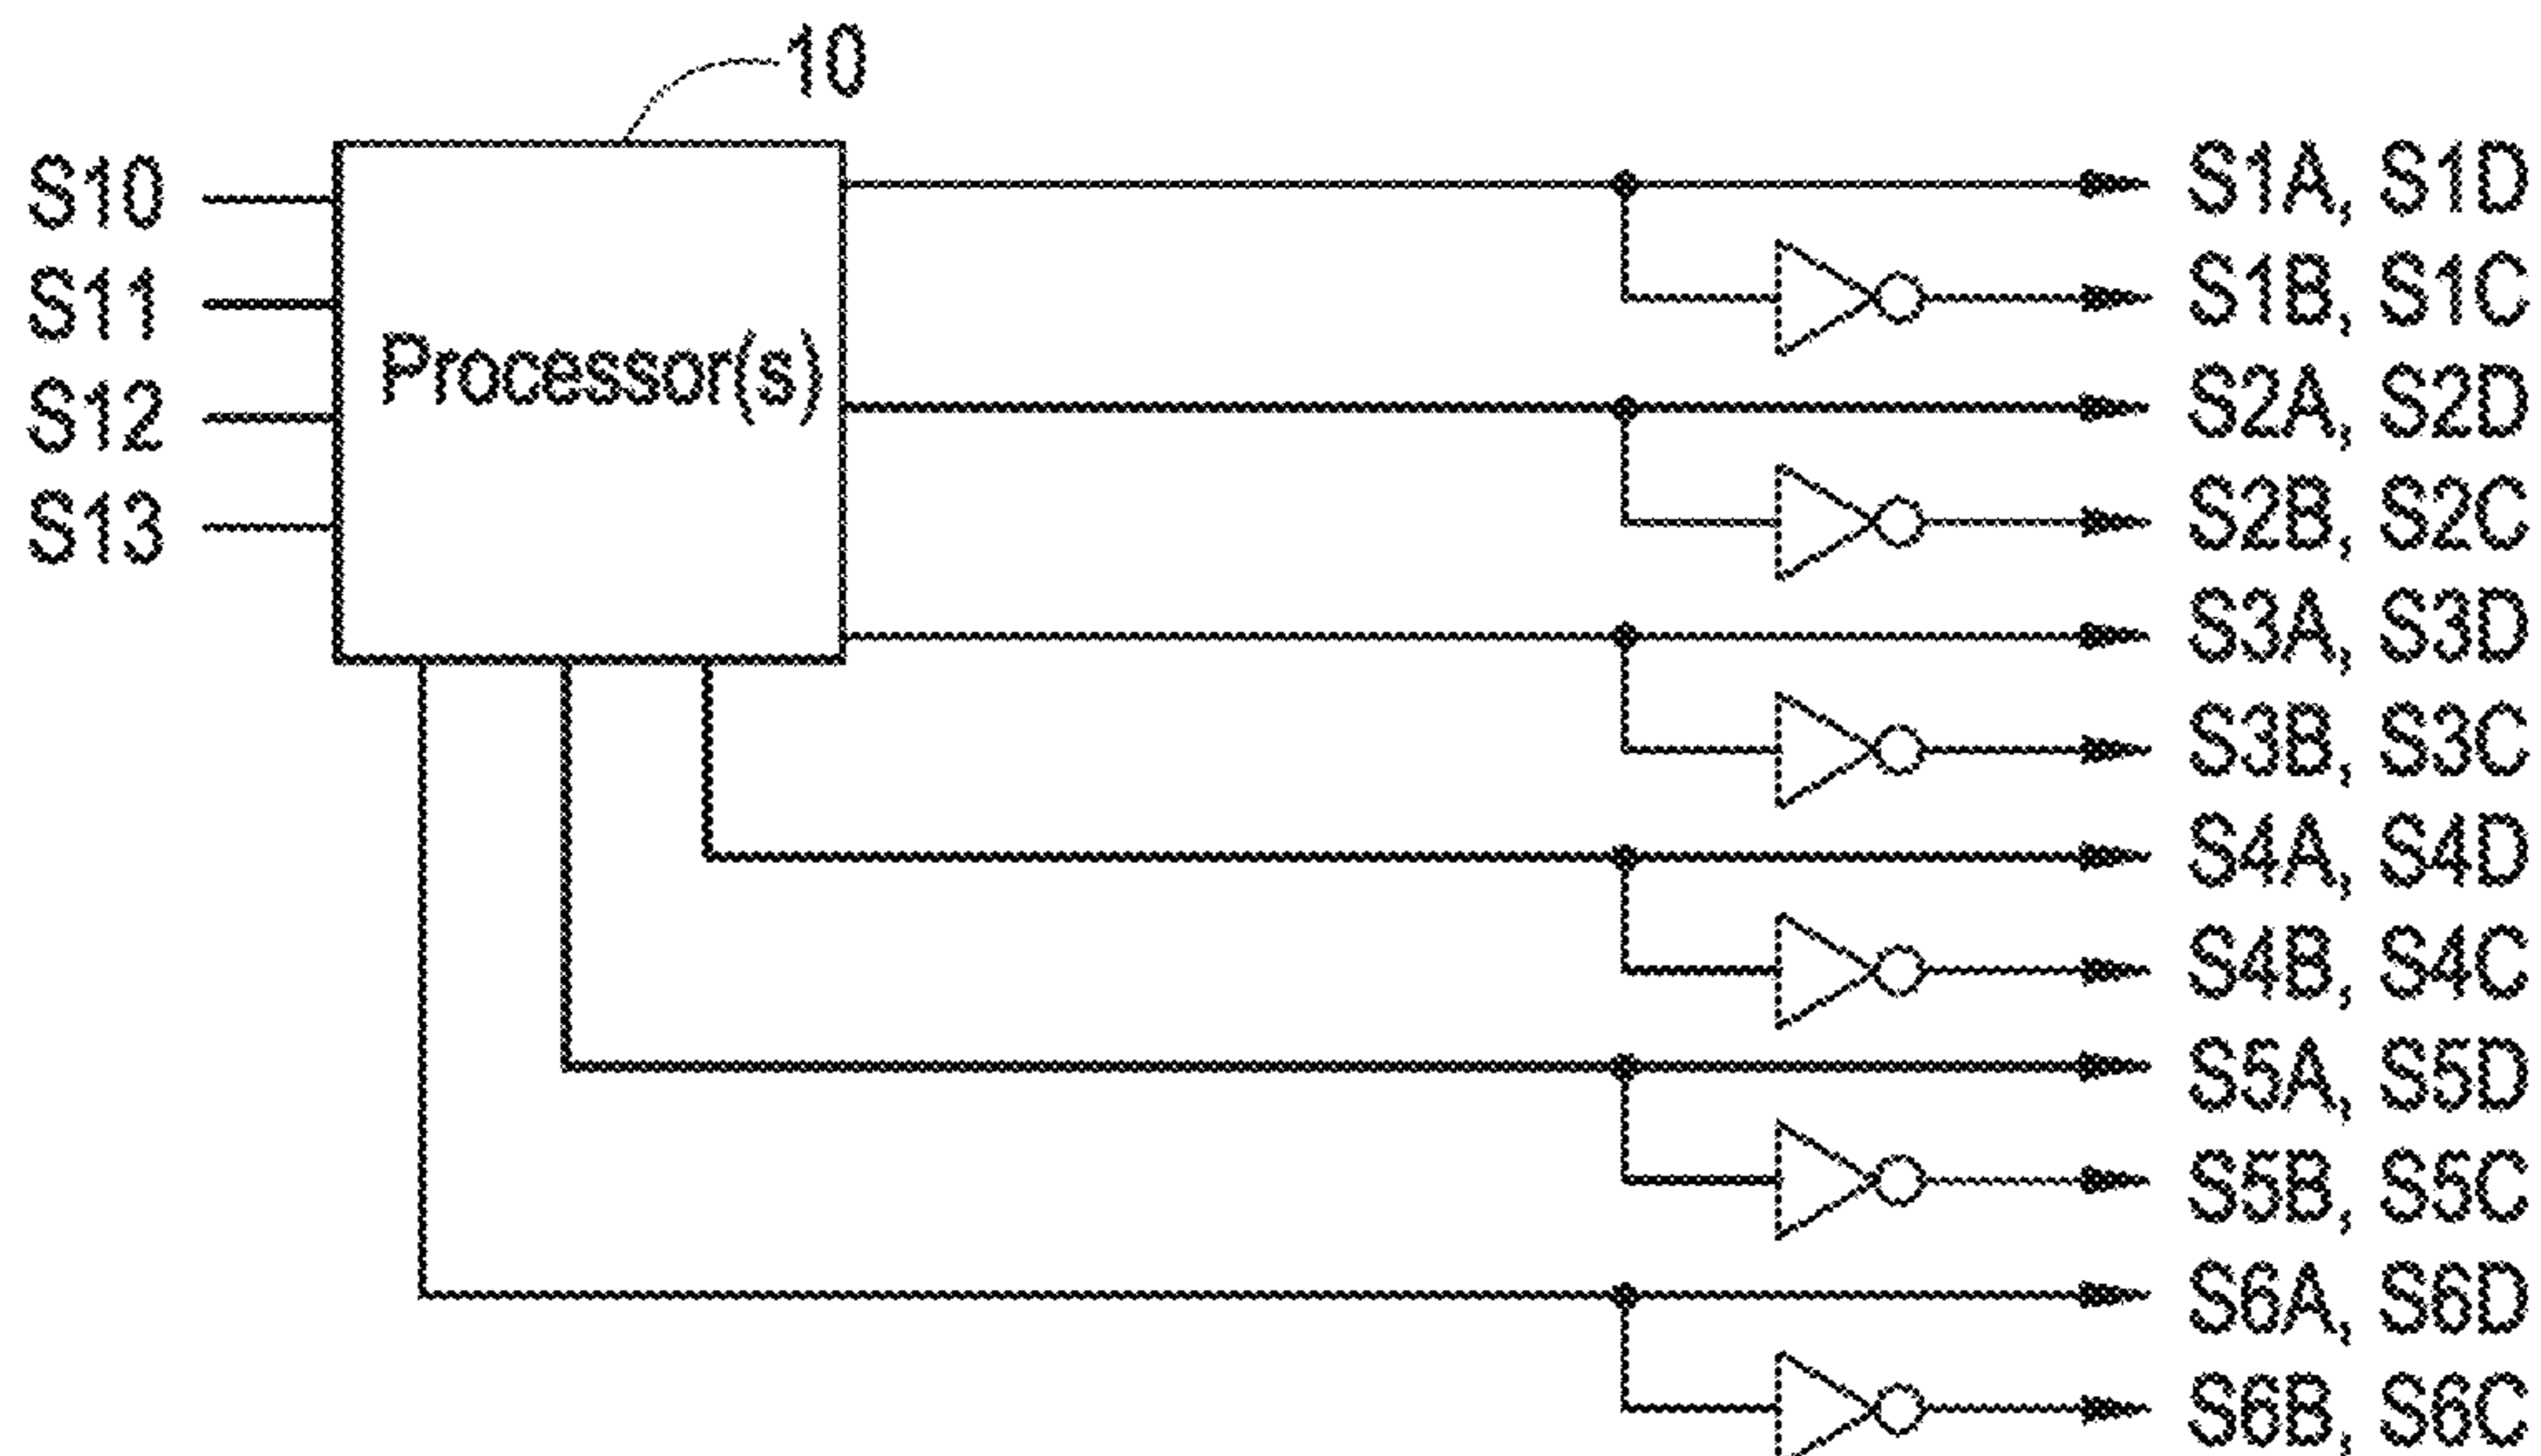 10
S10
S11
S12
S13
Processor(s)
S1A, S1D
S1B, S1C
S2A, S2D
S2B, S2C
S3A, S3D
S3B, S3C
S4A, S4D
S4B, S4C
S5A, S5D
S5B, S5C
S6A, S6D
S6B, S6C